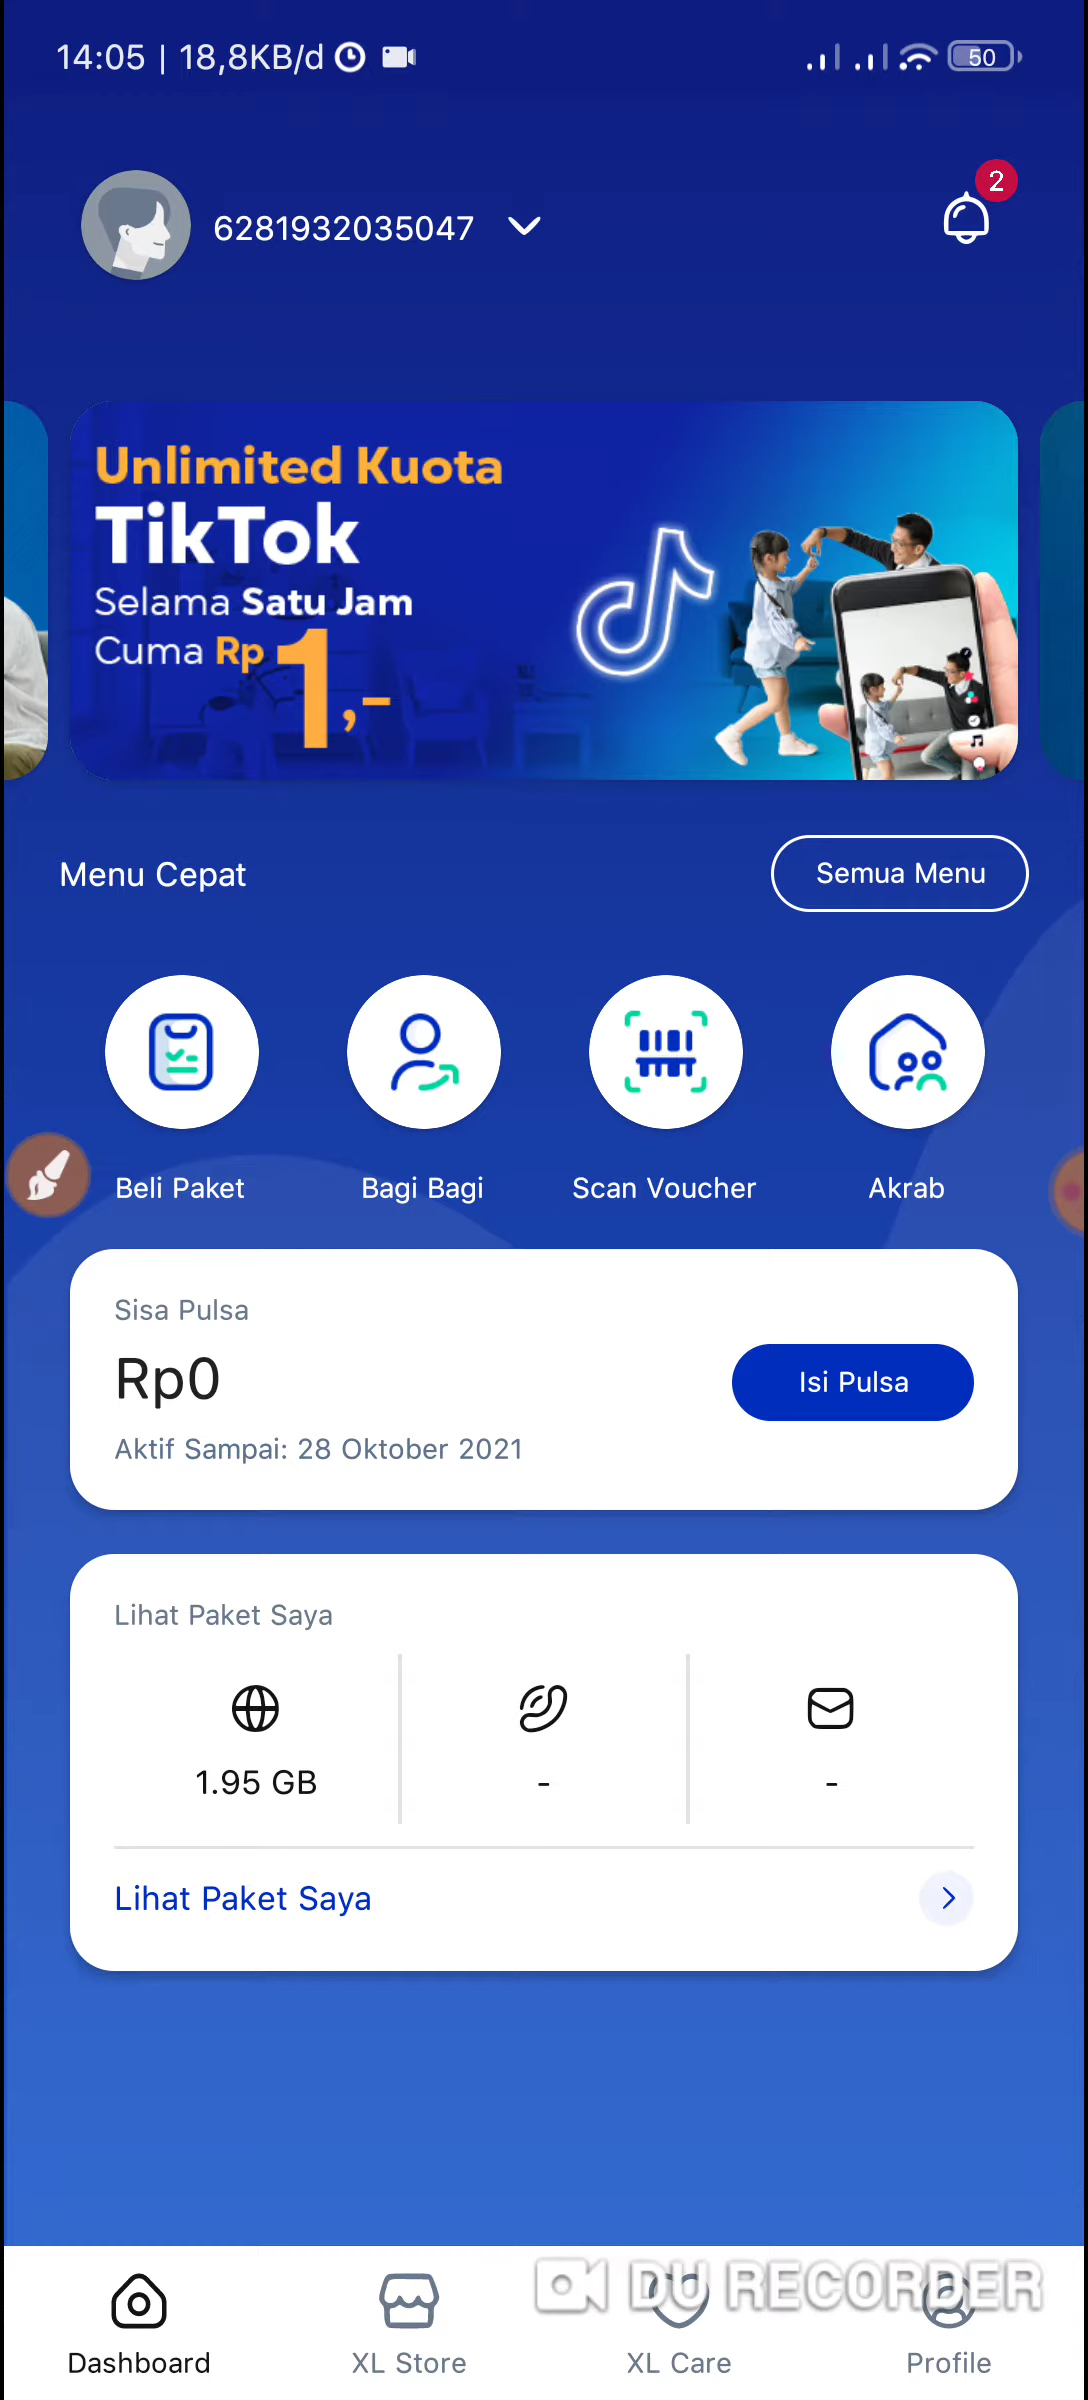 14:05 | 18,8KB/d
50
2
6281932035047
Unlimited Kuota
TikTok
Selama Satu Jam
Cuma Rp 1,-
Menu Cepat
Semua Menu
Beli Paket
Bagi Bagi
Scan Voucher
Akrab
Sisa Pulsa
Rp0
Isi Pulsa
Aktif Sampai: 28 Oktober 2021
Lihat Paket Saya
1.95 GB
-
-
Lihat Paket Saya
DU RECORDER
Dashboard
XL Store
XL Care
Profile